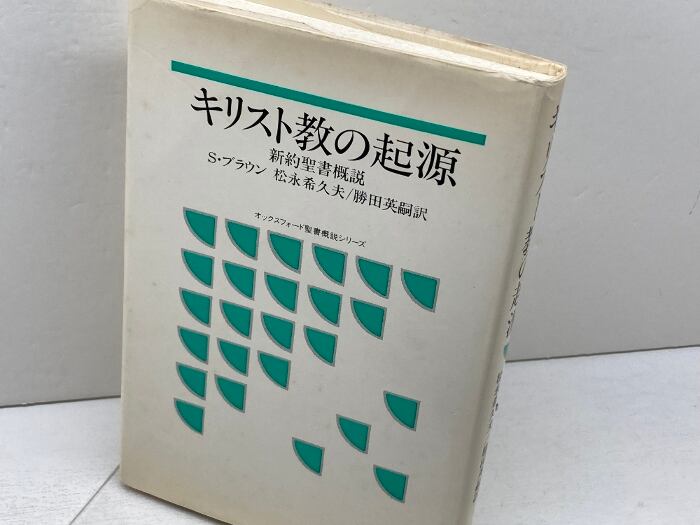 キリスト教の起源
新約聖書概説
S・ブラウン 松永希久夫/勝田英嗣訳
オックスフォード聖書概説シリーズ